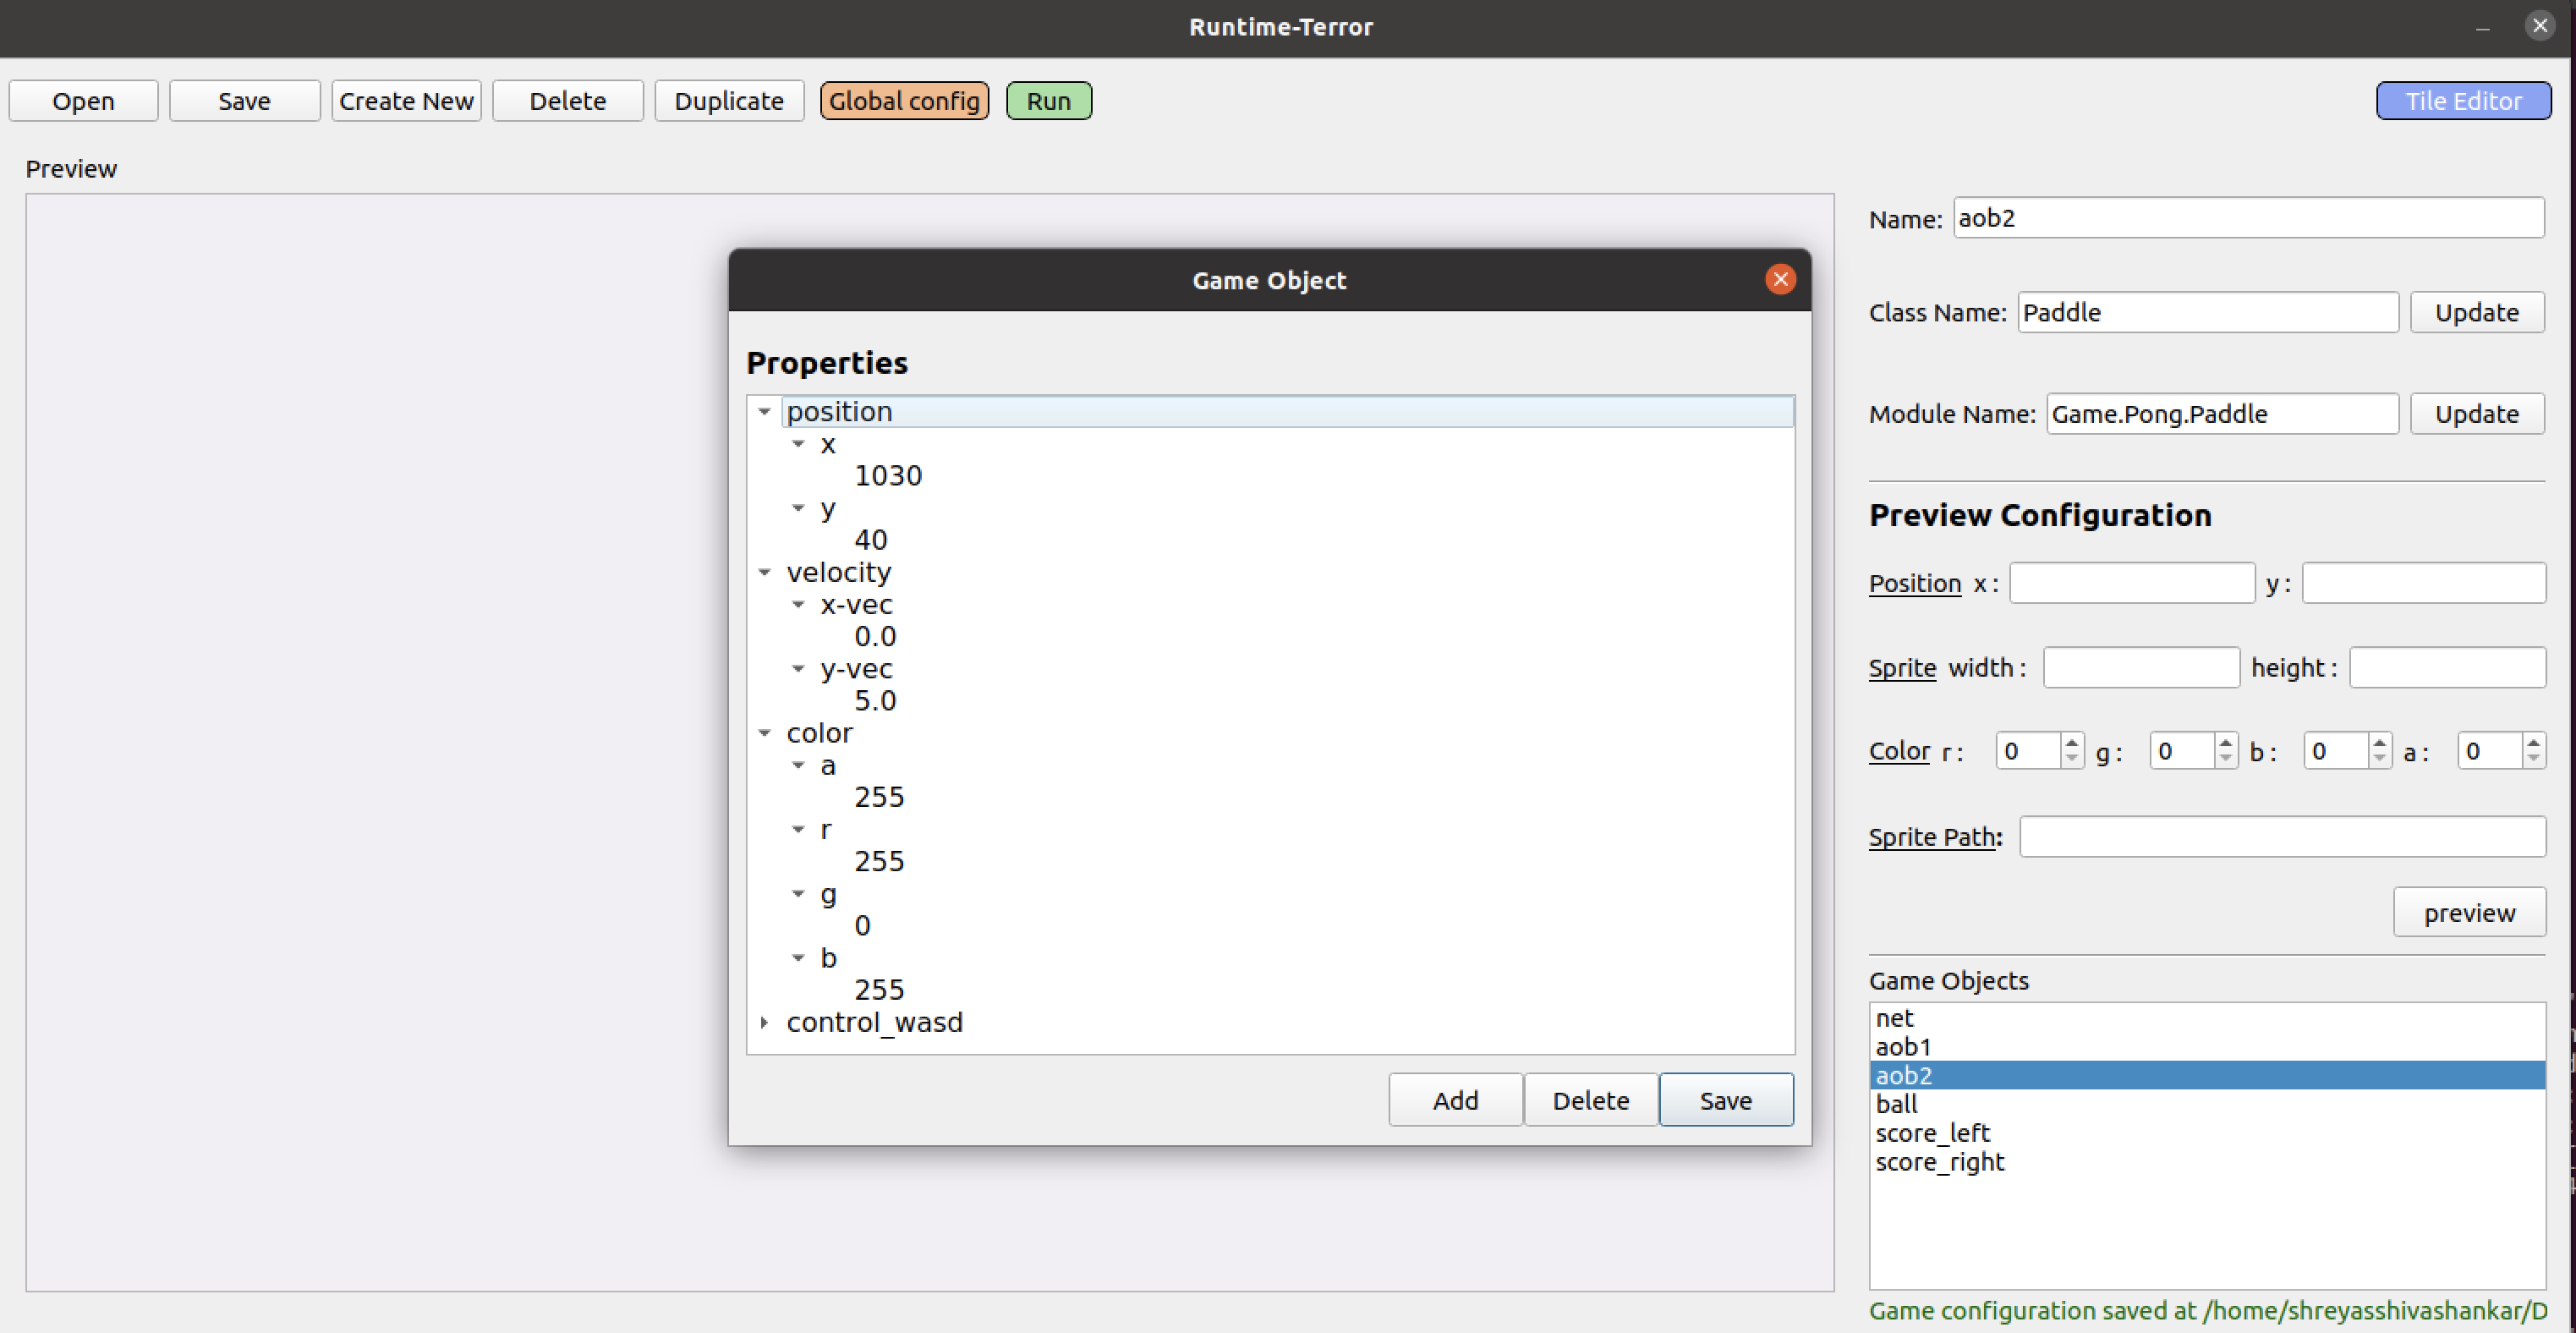 Runtime-Terror
Open Save Create New Delete Duplicate Global config Run Tile Editor
Preview
Name: aob2
Class Name: Paddle Update
Module Name: Game.Pong.Paddle Update
Preview Configuration
Position x : y :
Sprite width : height :
Color r : 0 g : 0 b : 0 a : 0
Sprite Path:
preview
Game Objects
net
aob1
aob2
ball
score_left
score_right
Game configuration saved at /home/shreyasshivashankar/D
Game Object
Properties
position
x
1030
y
40
velocity
x-vec
0.0
y-vec
5.0
color
a
255
r
255
g
0
b
255
control_wasd
Add Delete Save